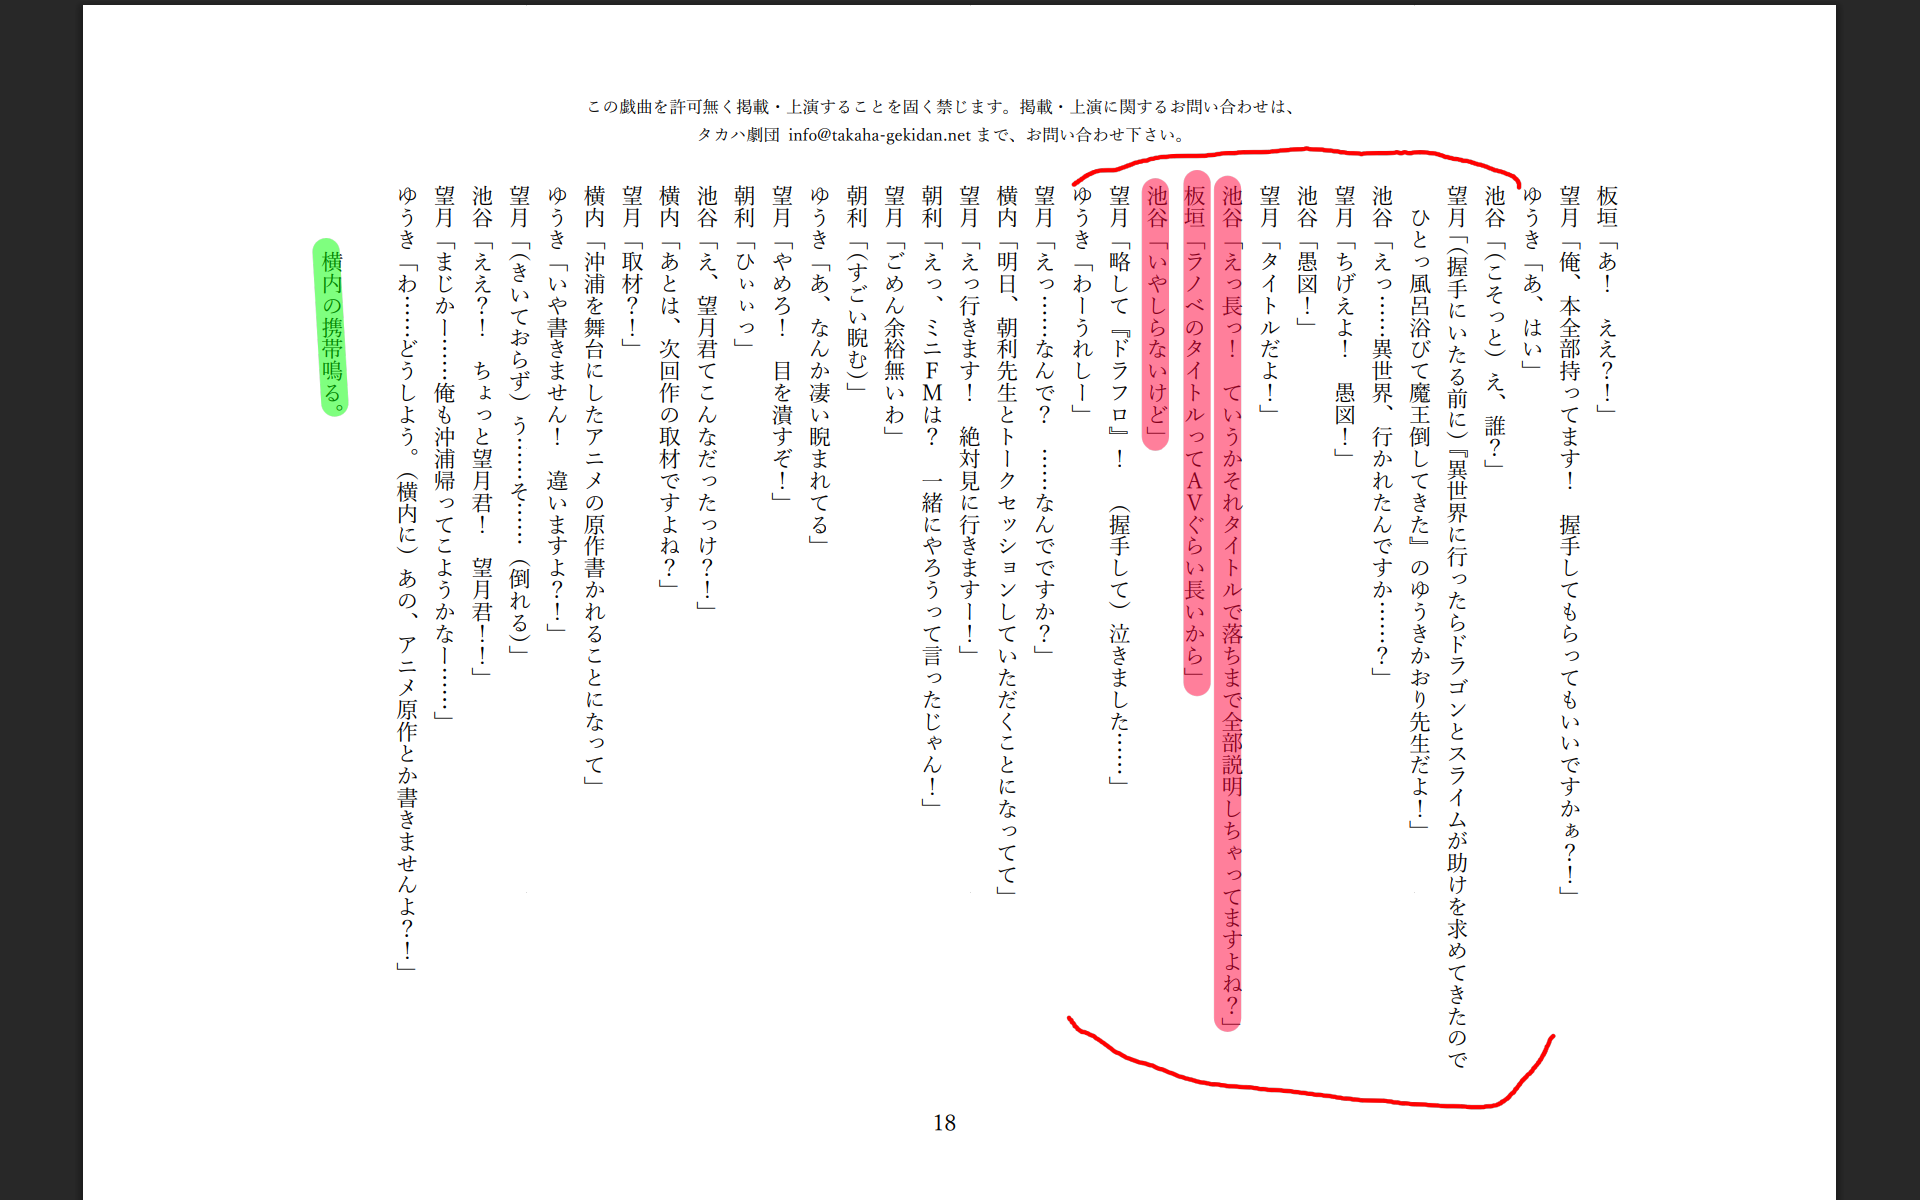 この戯曲を許可無く掲載・上演することを固く禁じます。掲載・上演に関するお問い合わせは、
タカハ劇団 info@takaha-gekidan.net まで、お問い合わせ下さい。
板垣「あ！　ええ？！」
望月「俺、本全部持ってます！　握手してもらってもいいですかぁ？！」
ゆうき「あ、はい」
池谷「（こそっと）え、誰？」
望月「（握手にいたる前に）『異世界に行ったらドラゴンとスライムが助けを求めてきたので
ひとっ風呂浴びて魔王倒してきた』のゆうきかおり先生だよ！」
池谷「えっ……異世界、行かれたんですか……？」
望月「ちげえよ！　愚図！」
池谷「愚図！」
望月「タイトルだよ！」
池谷「えっ長っ！　ていうかそれタイトルで落ちまで全部説明しちゃってますよね？」
板垣「ラノベのタイトルってＡＶぐらい長いから」
池谷「いやしらないけど」
望月「略して『ドラフロ』！　（握手して）泣きました……」
ゆうき「わーうれしー」
望月「えっ……なんで？　……なんでですか？」
横内「明日、朝利先生とトークセッションしていただくことになってて」
望月「えっ行きます！　絶対見に行きますー！」
朝利「えっ、ミニＦＭは？　一緒にやろうって言ったじゃん！」
望月「ごめん余裕無いわ」
朝利「（すごい睨む）」
ゆうき「あ、なんか凄い睨まれてる」
望月「やめろ！　目を潰すぞ！」
朝利「ひぃぃっ」
池谷「え、望月君てこんなだったっけ？！」
横内「あとは、次回作の取材ですよね？」
望月「取材？！」
横内「沖浦を舞台にしたアニメの原作書かれることになって」
ゆうき「いや書きません！　違いますよ？！」
望月「（きいておらず）う……そ……（倒れる）」
池谷「ええ？！　ちょっと望月君！　望月君！！」
望月「まじかー……俺も沖浦帰ってこようかなー……」
ゆうき「わ……どうしよう。（横内に）あの、アニメ原作とか書きませんよ？！」
横内の携帯鳴る。
18